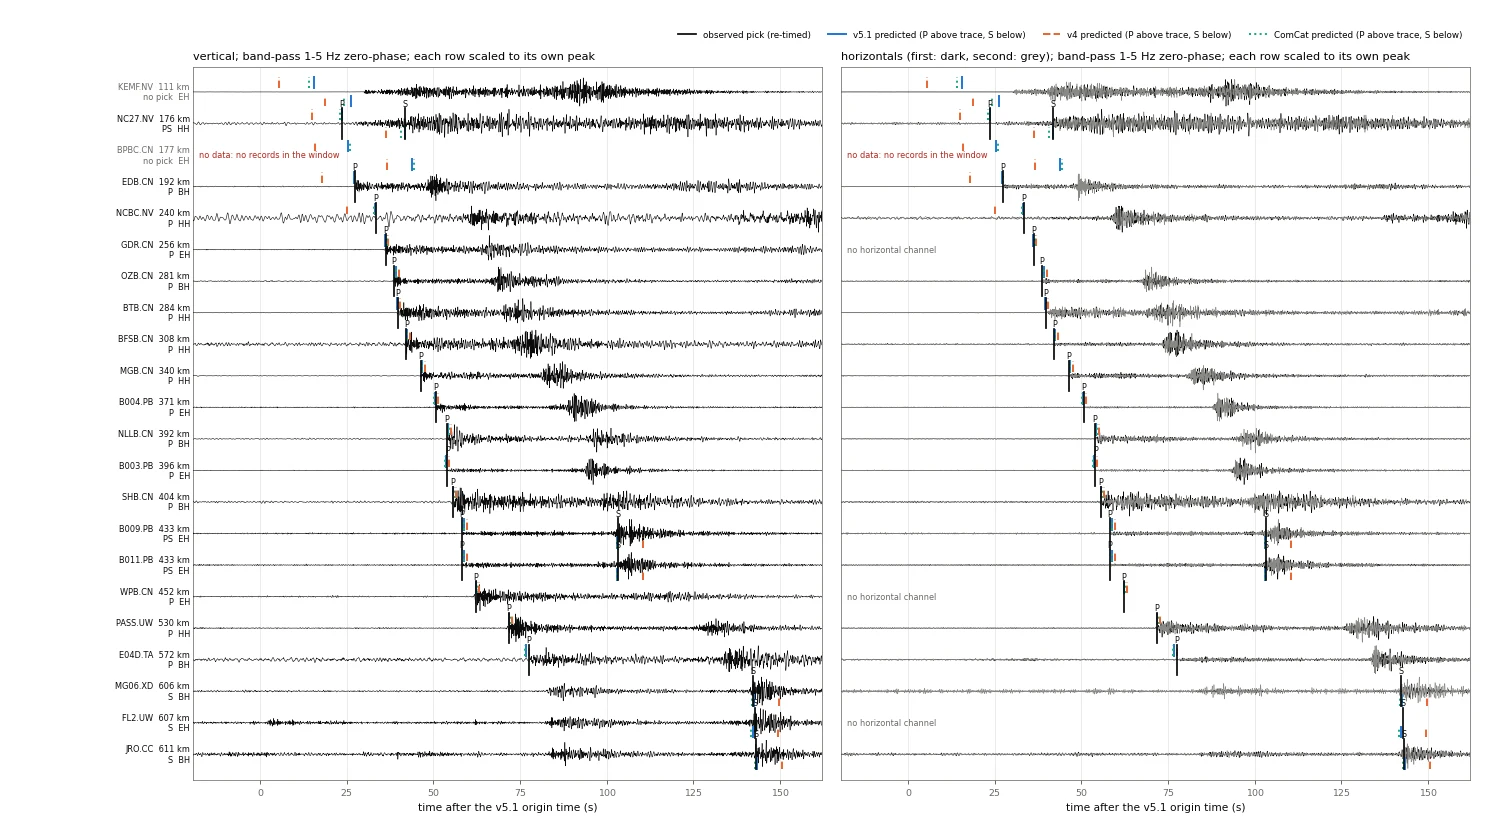 observed pick (re-timed)
v5.1 predicted (P above trace, S below)
v4 predicted (P above trace, S below)
ComCat predicted (P above trace, S below)
vertical; band-pass 1-5 Hz zero-phase; each row scaled to its own peak
horizontals (first: dark, second: grey); band-pass 1-5 Hz zero-phase; each row scaled to its own peak
KEMF.NV 111 km
no pick EH
NC27.NV 176 km
PS HH
BPBC.CN 177 km
no pick EH
no data: no records in the window
no data: no records in the window
EDB.CN 192 km
P BH
NCBC.NV 240 km
P HH
GDR.CN 256 km
P EH
no horizontal channel
OZB.CN 281 km
P BH
BTB.CN 284 km
P HH
BFSB.CN 308 km
P HH
MGB.CN 340 km
P HH
B004.PB 371 km
P EH
NLLB.CN 392 km
P BH
B003.PB 396 km
P EH
SHB.CN 404 km
P BH
B009.PB 433 km
PS EH
B011.PB 433 km
PS EH
WPB.CN 452 km
P EH
no horizontal channel
PASS.UW 530 km
P HH
E04D.TA 572 km
P BH
MG06.XD 606 km
S BH
FL2.UW 607 km
S EH
no horizontal channel
JRO.CC 611 km
S BH
0 25 50 75 100 125 150
0 25 50 75 100 125 150
time after the v5.1 origin time (s)
time after the v5.1 origin time (s)